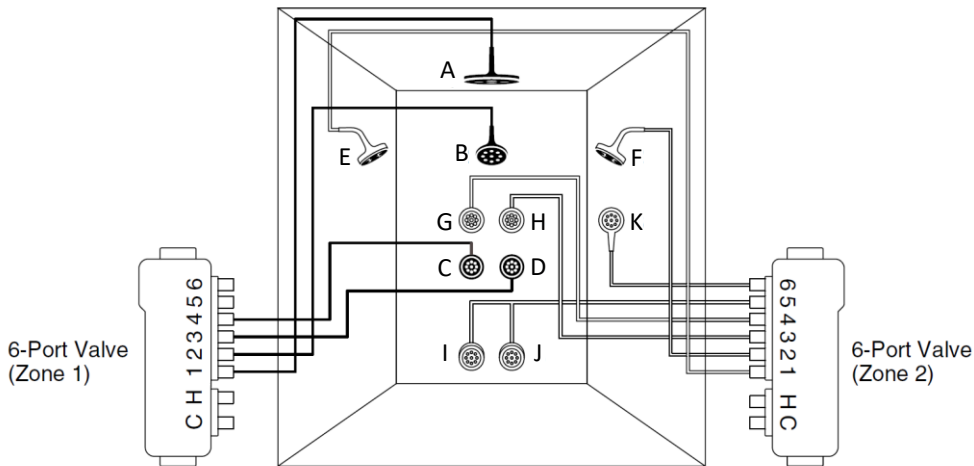 A
B
E
F
G
H
K
C
D
I
J
6-Port Valve
(Zone 1)
C H 1 2 3 4 5 6
6 5 4 3 2 1 H C
6-Port Valve
(Zone 2)